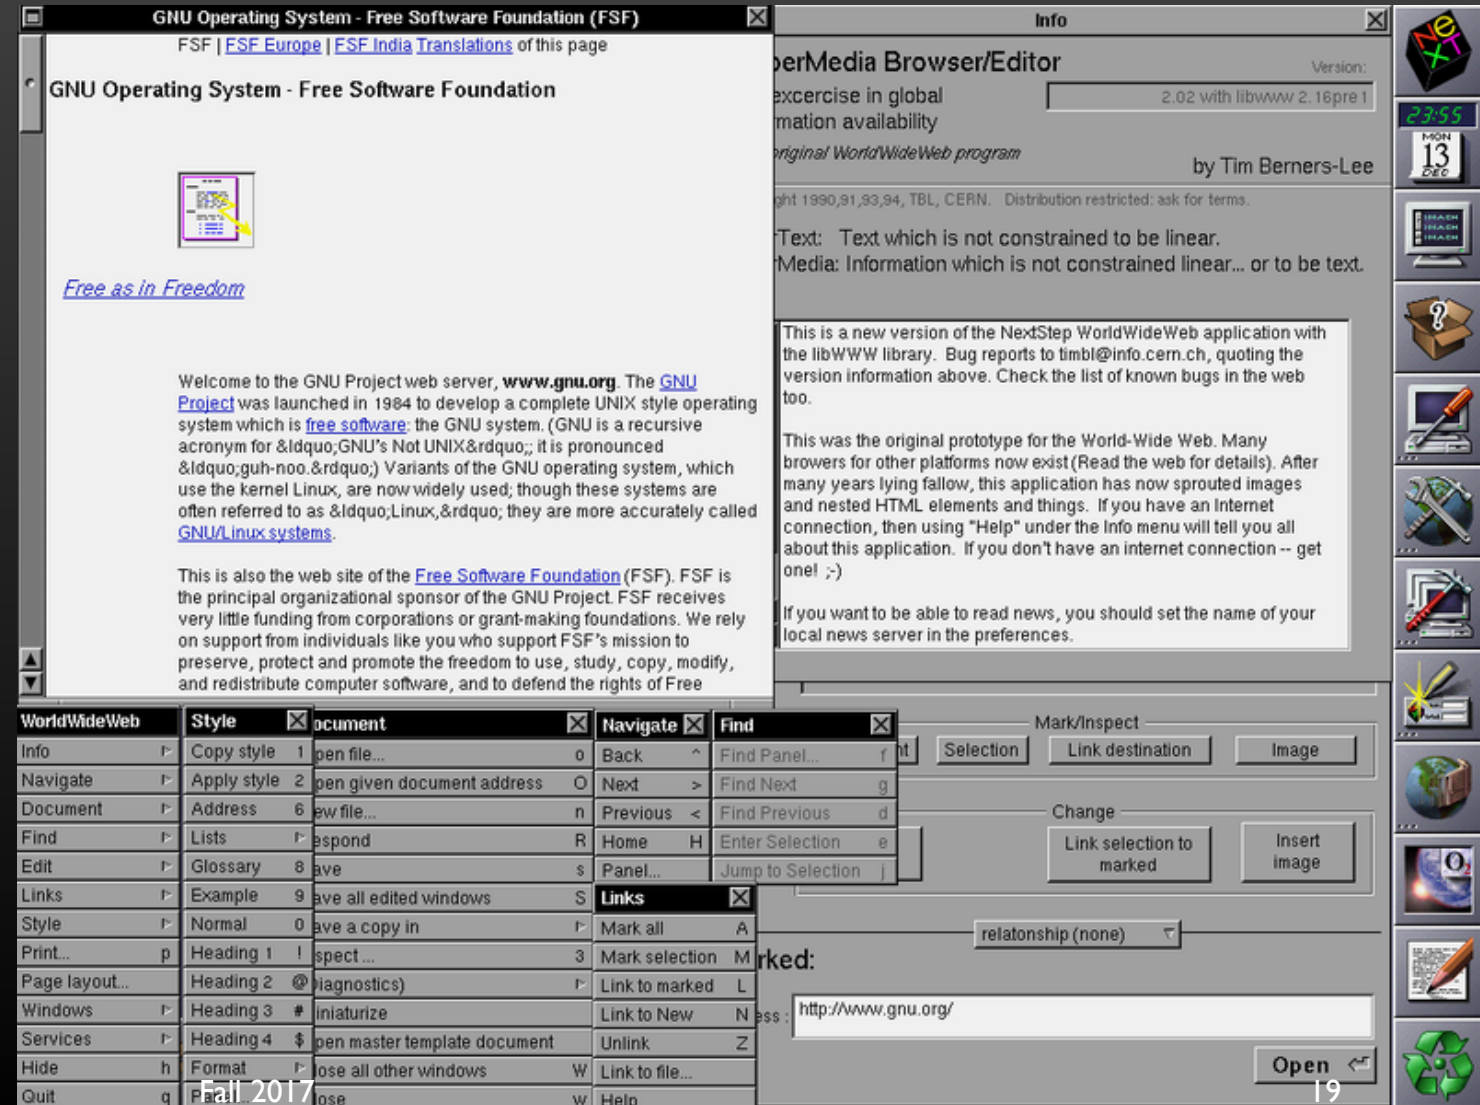 GNU Operating System - Free Software Foundation (FSF)
FSF | FSF Europe | FSF India Translations of this page
GNU Operating System - Free Software Foundation
Free as in Freedom
Welcome to the GNU Project web server, www.gnu.org. The GNU
Project was launched in 1984 to develop a complete UNIX style operating
system which is free software: the GNU system. (GNU is a recursive
acronym for &ldquo;GNU's Not UNIX&rdquo;; it is pronounced
&ldquo;guh-noo.&rdquo;) Variants of the GNU operating system, which
use the kernel Linux, are now widely used; though these systems are
often referred to as &ldquo;Linux,&rdquo; they are more accurately called
GNU/Linux systems.
This is also the web site of the Free Software Foundation (FSF). FSF is
the principal organizational sponsor of the GNU Project. FSF receives
very little funding from corporations or grant-making foundations. We rely
on support from individuals like you who support FSF's mission to
preserve, protect and promote the freedom to use, study, copy, modify,
and redistribute computer software, and to defend the rights of Free
Info
perMedia Browser/Editor
Version:
excercise in global
2.02 with libwww 2.16pre1
rmation availability
original WorldWideWeb program
by Tim Berners-Lee
ght 1990,91,93,94, TBL, CERN. Distribution restricted: ask for terms.
rText: Text which is not constrained to be linear.
rMedia: Information which is not constrained linear... or to be text.
This is a new version of the NextStep WorldWideWeb application with
the libWWW library. Bug reports to timbl@info.cern.ch, quoting the
version information above. Check the list of known bugs in the web
too.
This was the original prototype for the World-Wide Web. Many
browers for other platforms now exist (Read the web for details). After
many years lying fallow, this application has now sprouted images
and nested HTML elements and things. If you have an Internet
connection, then using "Help" under the Info menu will tell you all
about this application. If you don't have an internet connection -- get
one! ;-)
If you want to be able to read news, you should set the name of your
local news server in the preferences.
NeXT
23:55
MON
13
DEC
WorldWideWeb
Info
Navigate
Document
Find
Edit
Links
Style
Print... p
Page layout...
Windows
Services
Hide h
Quit q
Style
Copy style 1
Apply style 2
Address 6
Lists
Glossary 8
Example 9
Normal 0
Heading 1 !
Heading 2 @
Heading 3 #
Heading 4 $
Format
ocument
pen file... o
pen given document address O
ew file... n
espond R
ave s
ave all edited windows S
ave a copy in
spect ... 3
iagnostics)
iniaturize
pen master template document
lose all other windows W
lose w
Navigate
Back ^
Next >
Previous <
Home H
Panel...
Find
Find Panel... f
Find Next g
Find Previous d
Enter Selection e
Jump to Selection j
Links
Mark all A
Mark selection M
Link to marked L
Link to New N
Unlink Z
Link to file...
Help
Mark/Inspect
nt Selection Link destination Image
Change
Link selection to
marked
Insert
image
relatonship (none)
rked:
ess : http://www.gnu.org/
Open
Fall 2017
19